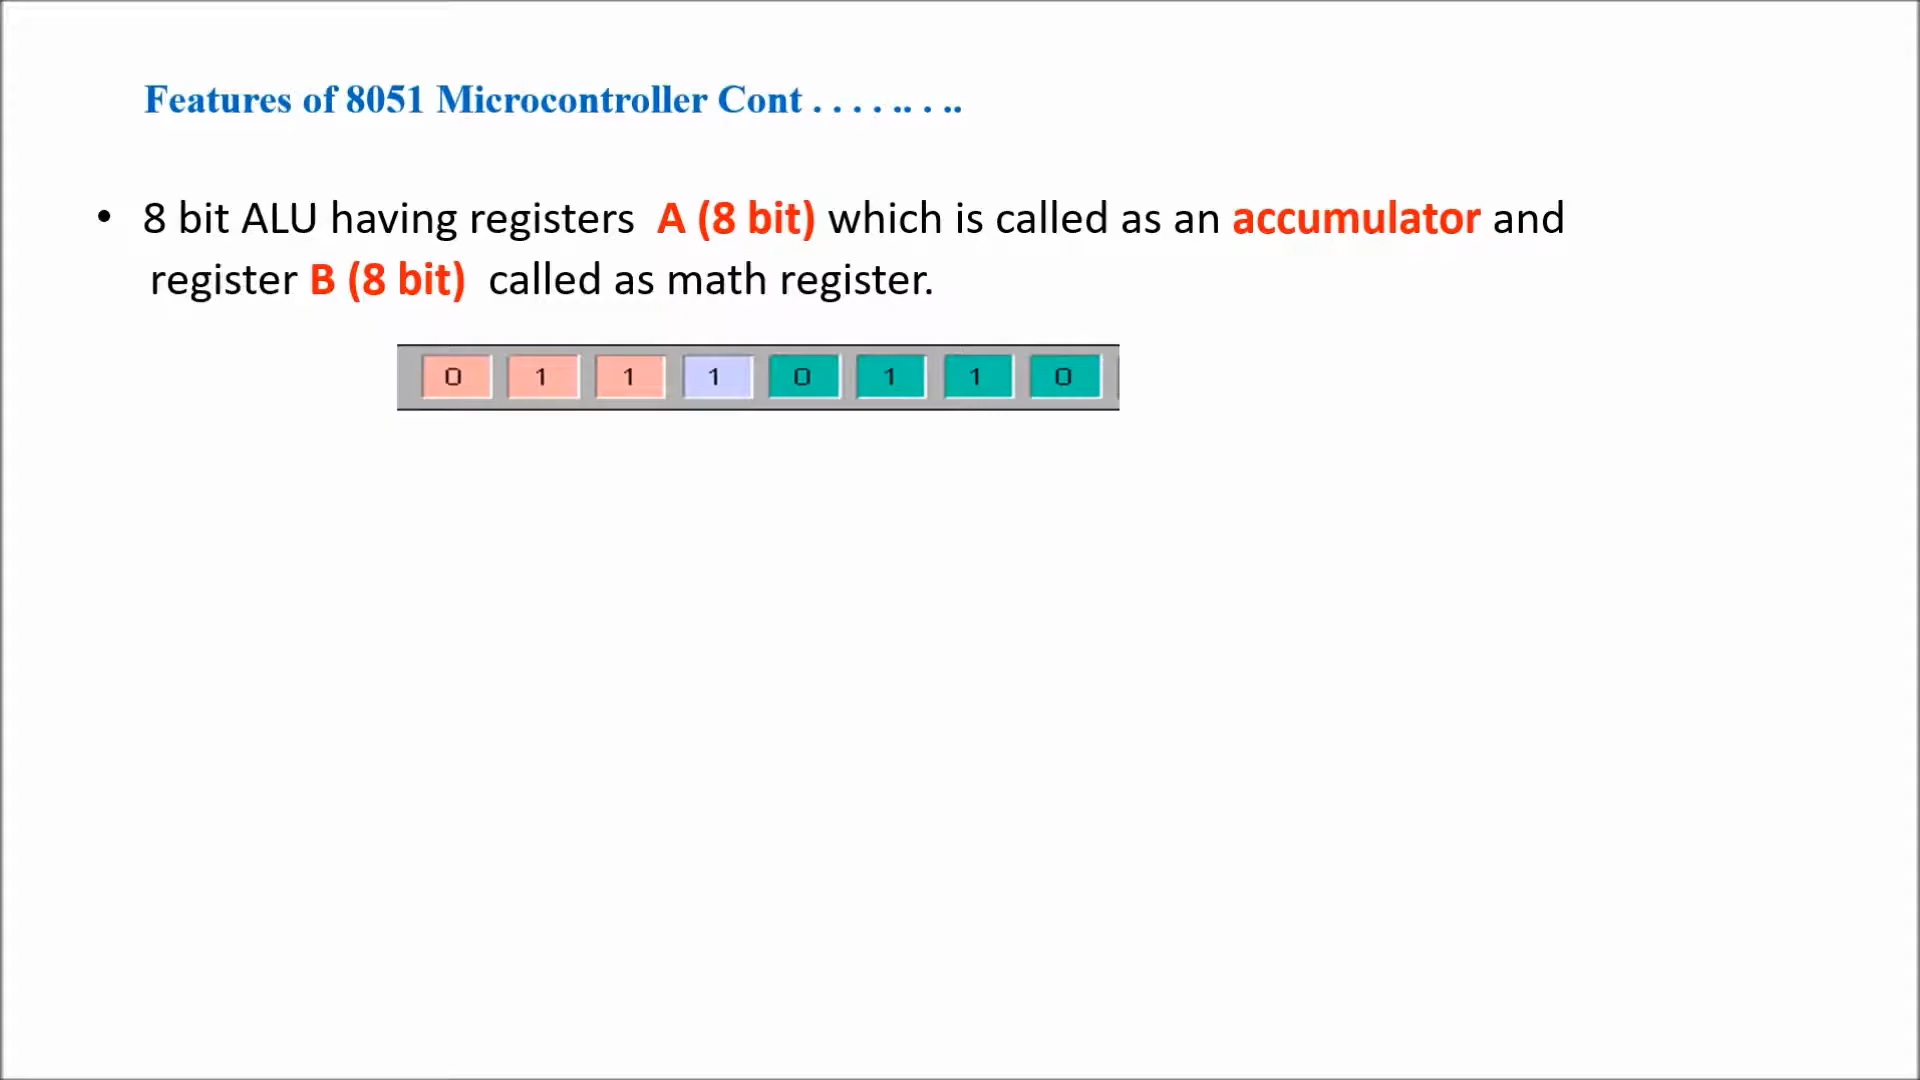 Features of 8051 Microcontroller Cont . . . . .. . ..
• 8 bit ALU having registers A (8 bit) which is called as an accumulator and
register B (8 bit) called as math register.
0 1 1 1 0 1 1 0